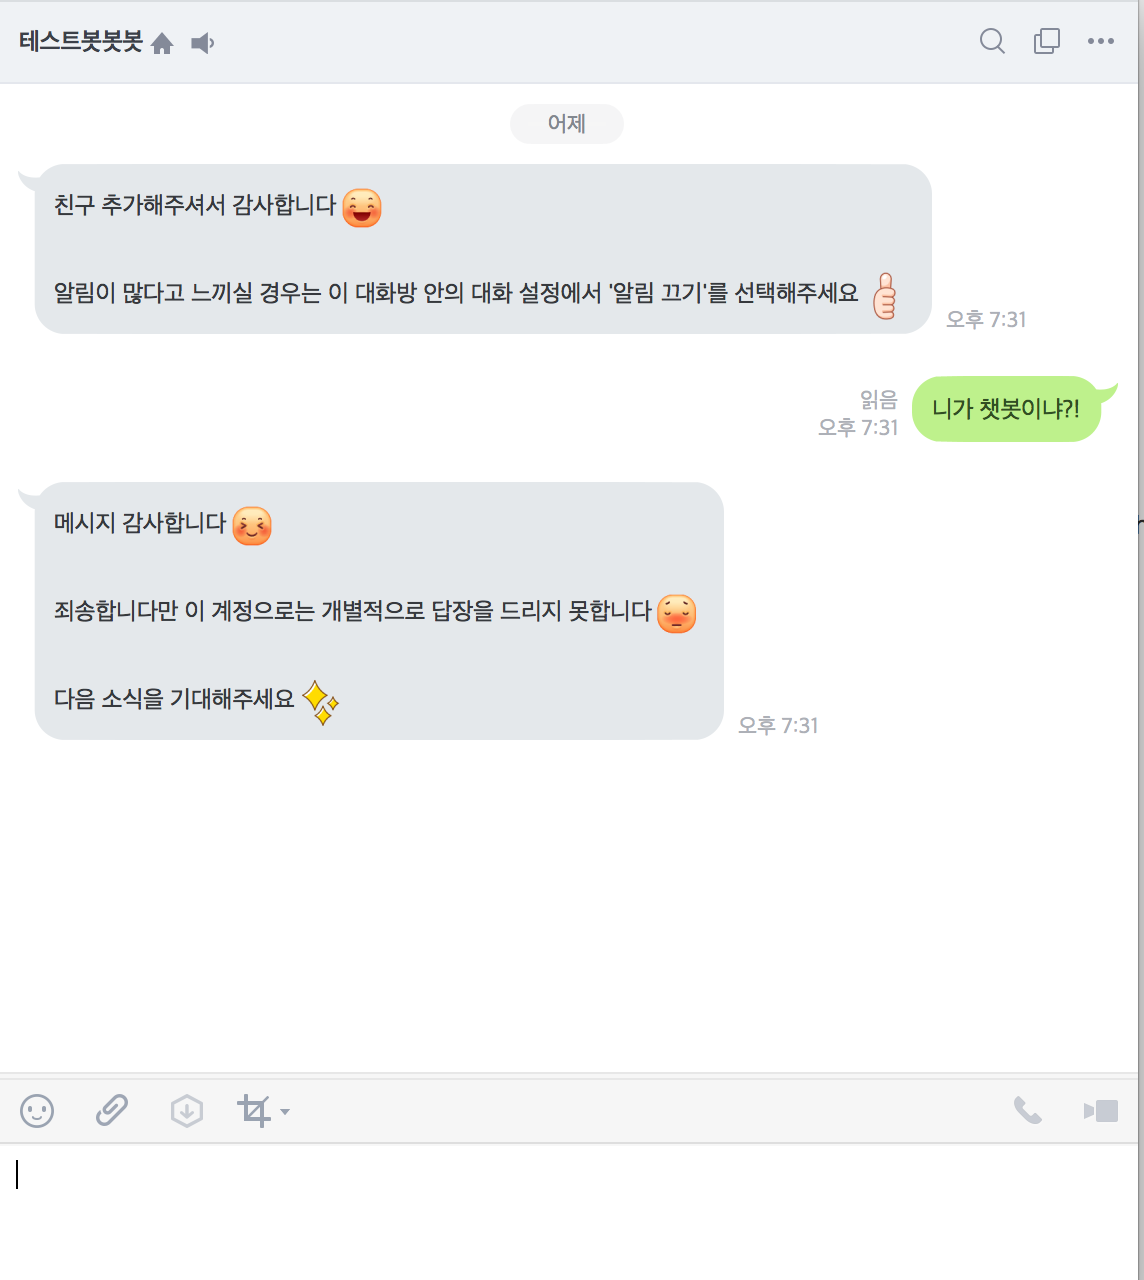 테스트봇봇봇
어제
친구 추가해주셔서 감사합니다
알림이 많다고 느끼실 경우는 이 대화방 안의 대화 설정에서 '알림 끄기'를 선택해주세요
오후 7:31
읽음
오후 7:31
니가 챗봇이냐?!
메시지 감사합니다
죄송합니다만 이 계정으로는 개별적으로 답장을 드리지 못합니다
다음 소식을 기대해주세요
오후 7:31